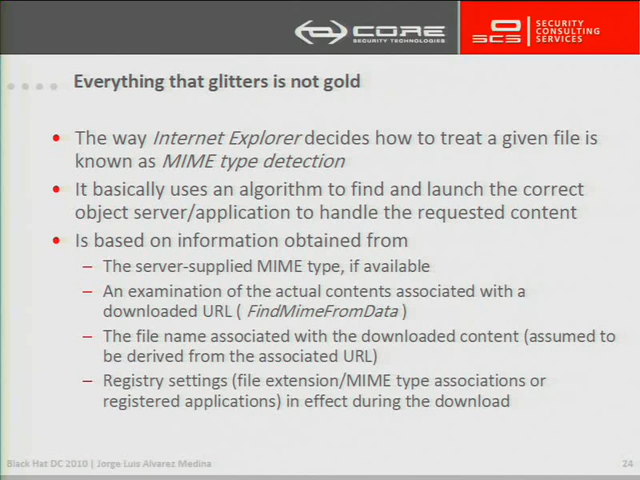 CORE
SECURITY TECHNOLOGIES
SCS
SECURITY
CONSULTING
SERVICES
Everything that glitters is not gold
• The way Internet Explorer decides how to treat a given file is
known as MIME type detection
• It basically uses an algorithm to find and launch the correct
object server/application to handle the requested content
• Is based on information obtained from
– The server-supplied MIME type, if available
– An examination of the actual contents associated with a
downloaded URL ( FindMimeFromData )
– The file name associated with the downloaded content (assumed to
be derived from the associated URL)
– Registry settings (file extension/MIME type associations or
registered applications) in effect during the download
Black Hat DC 2010 | Jorge Luis Alvarez Medina
24